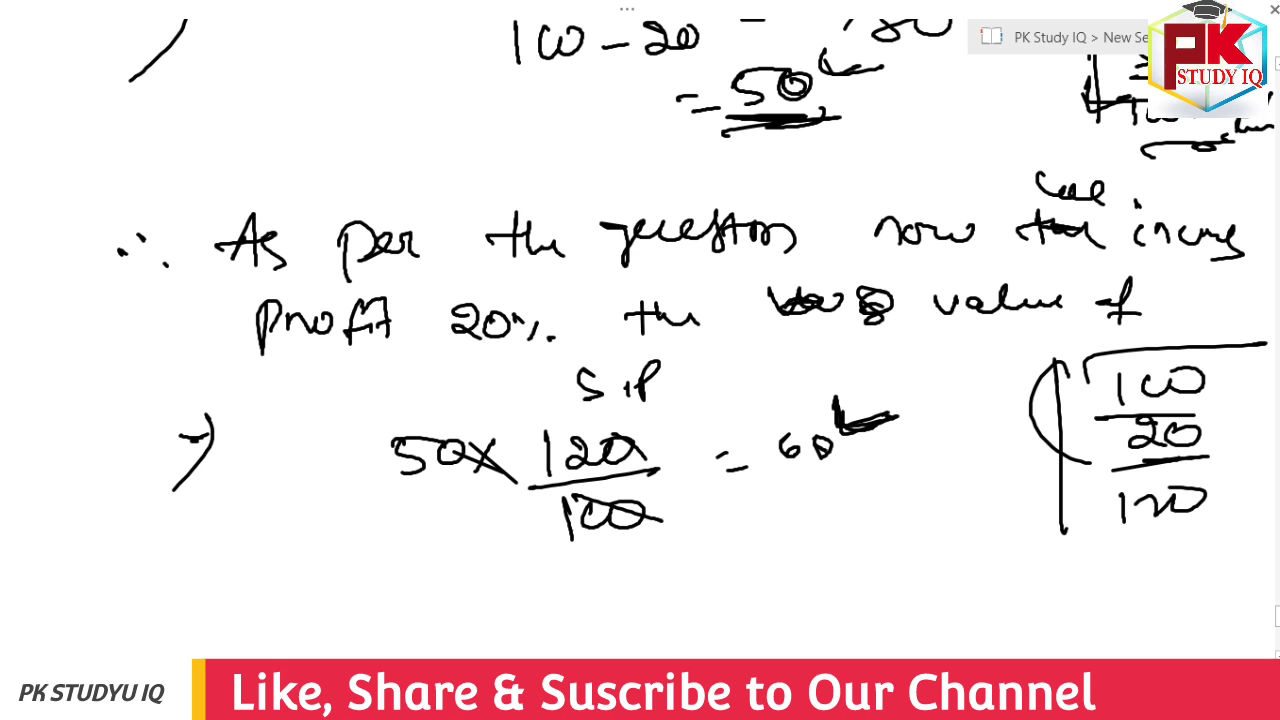 100 - 20 =
PK Study IQ > New Se
PK
STUDY IQ
= 50
∴ As per the question now
profit 20%. the value of
S.P
50 × 120/100 = 60
100
20
120
PK STUDYU IQ
Like, Share & Suscribe to Our Channel